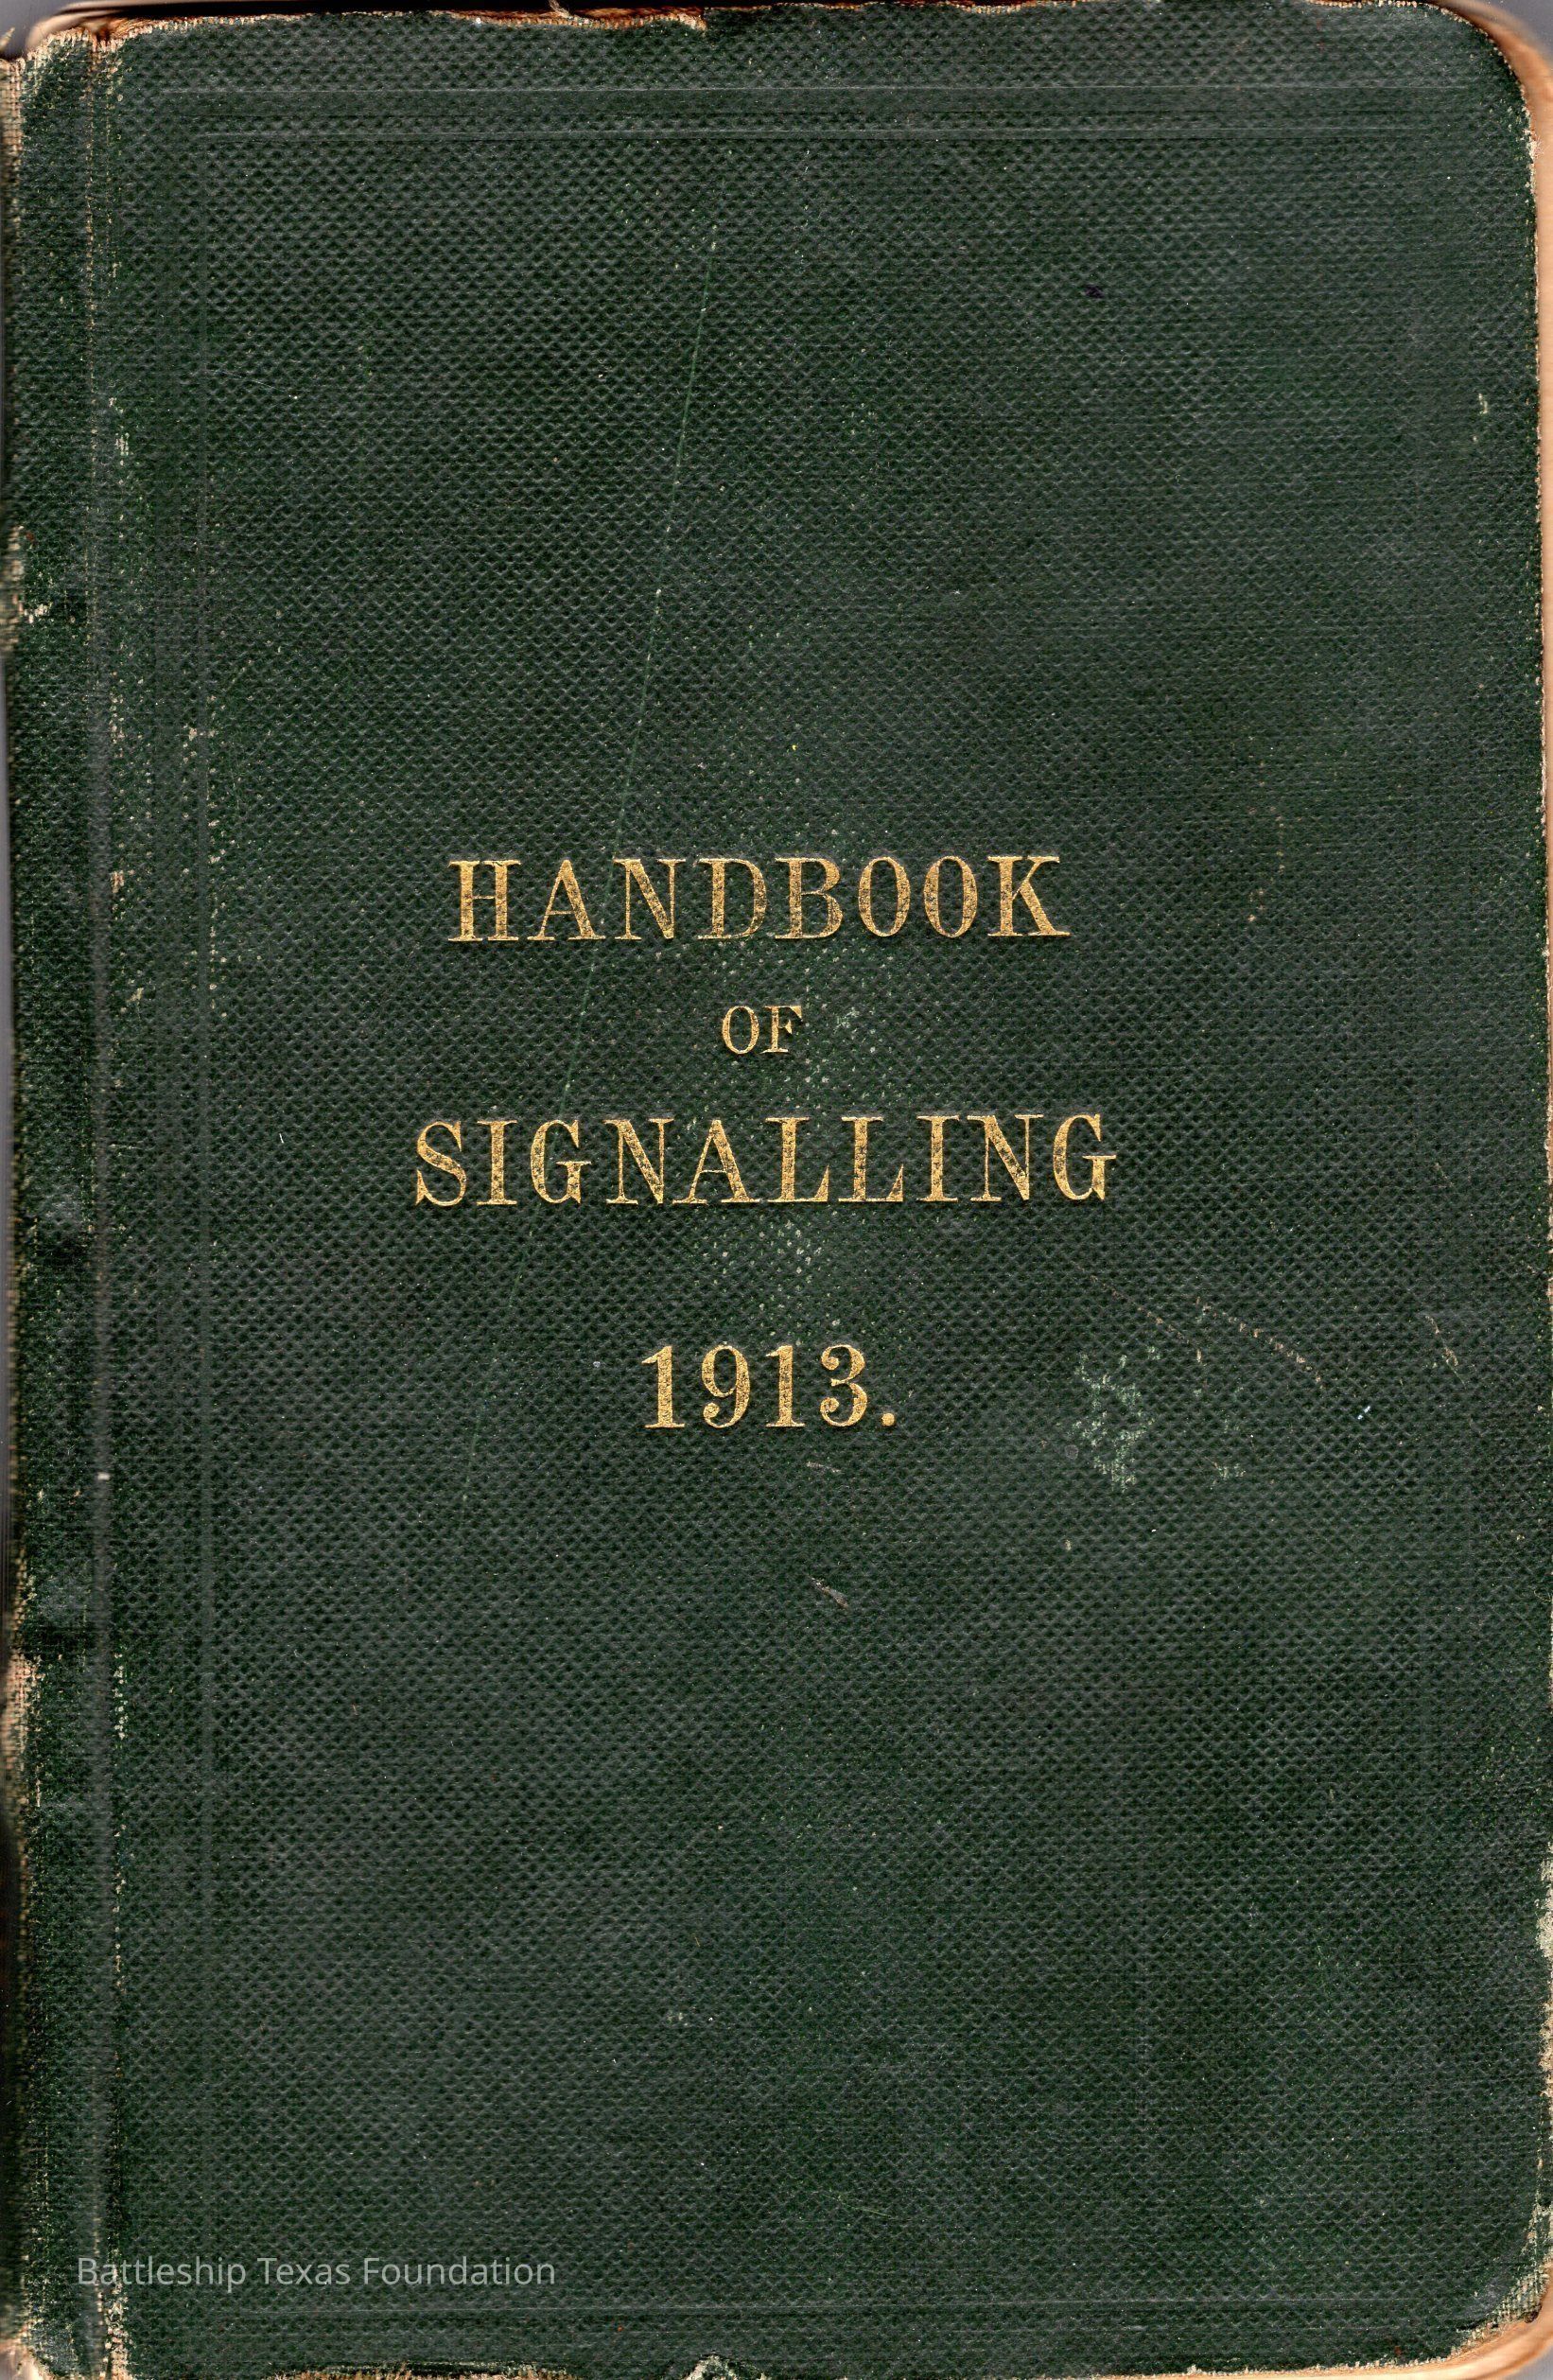 HANDBOOK
OF
SIGNALLING
1913.
Battleship Texas Foundation